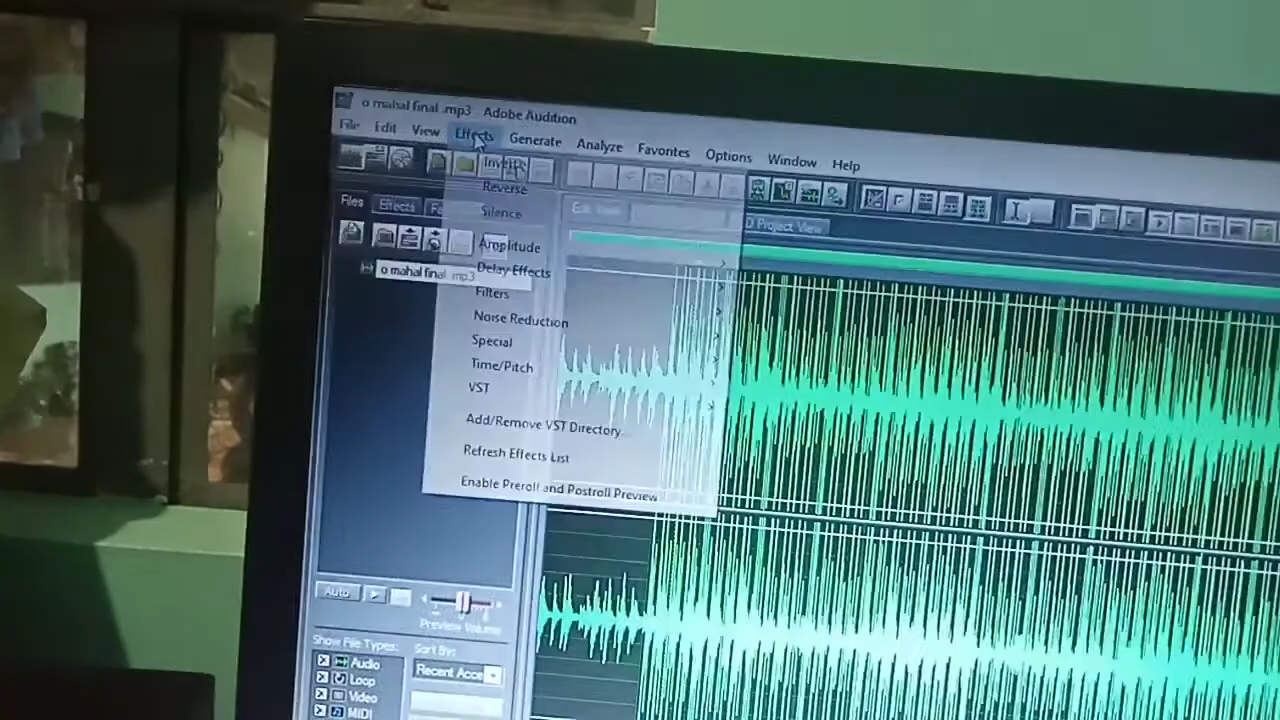 o mahal final .mp3 Adobe Audition
File Edit View Effects Generate Analyze Favorites Options Window Help
Invert
Reverse
Files Effects
Silence
D Project View
Amplitude
o mahal final .mp3
Delay Effects
Filters
Noise Reduction
Special
Time/Pitch
VST
Add/Remove VST Directory...
Refresh Effects List
Enable Preroll and Postroll Preview
Auto
Preview Volume
Show File Types: Sort By:
Audio
Recent Acce
Loop
Video
MIDI